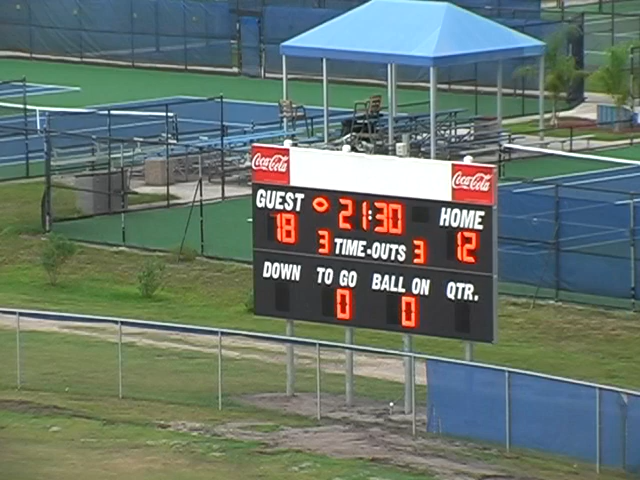 Coca-Cola Coca-Cola
GUEST 21:30 HOME
18 3 TIME-OUTS 3 12
DOWN TO GO BALL ON QTR.
0 0